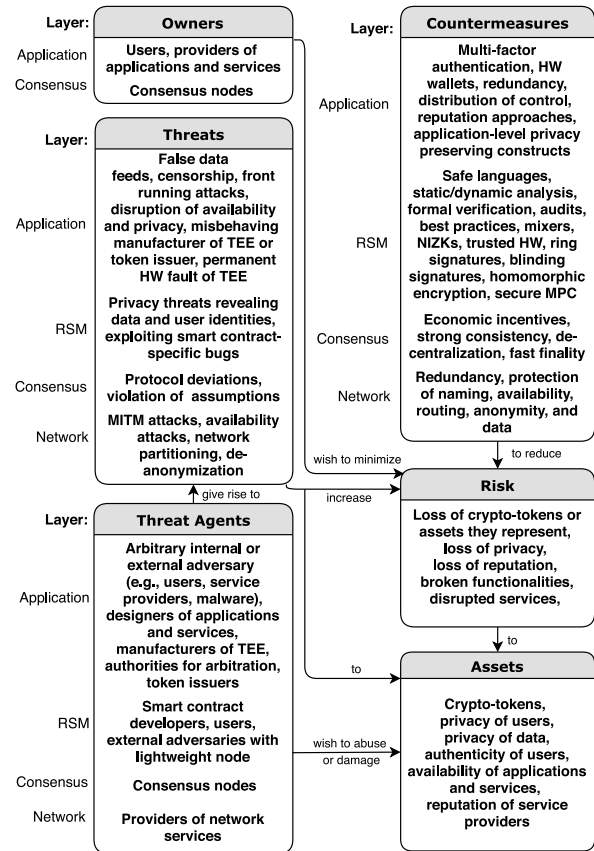 Layer:
Owners
Application
Users, providers of
applications and services
Consensus
Consensus nodes
Layer:
Threats
Application
False data
feeds, censorship, front
running attacks,
disruption of availability
and privacy, misbehaving
manufacturer of TEE or
token issuer, permanent
HW fault of TEE
RSM
Privacy threats revealing
data and user identities,
exploiting smart contract-
specific bugs
Consensus
Protocol deviations,
violation of assumptions
Network
MITM attacks, availability
attacks, network
partitioning, de-
anonymization
give rise to
Layer:
Threat Agents
Application
Arbitrary internal or
external adversary
(e.g., users, service
providers, malware),
designers of applications
and services,
manufacturers of TEE,
authorities for arbitration,
token issuers
RSM
Smart contract
developers, users,
external adversaries with
lightweight node
Consensus
Consensus nodes
Network
Providers of network
services
Layer:
Countermeasures
Application
Multi-factor
authentication, HW
wallets, redundancy,
distribution of control,
reputation approaches,
application-level privacy
preserving constructs
RSM
Safe languages,
static/dynamic analysis,
formal verification, audits,
best practices, mixers,
NIZKs, trusted HW, ring
signatures, blinding
signatures, homomorphic
encryption, secure MPC
Consensus
Economic incentives,
strong consistency, de-
centralization, fast finality
Network
Redundancy, protection
of naming, availability,
routing, anonymity, and
data
to reduce
wish to minimize
increase
Risk
Loss of crypto-tokens or
assets they represent,
loss of privacy,
loss of reputation,
broken functionalities,
disrupted services,
to
to
Assets
wish to abuse
or damage
Crypto-tokens,
privacy of users,
privacy of data,
authenticity of users,
availability of applications
and services,
reputation of service
providers